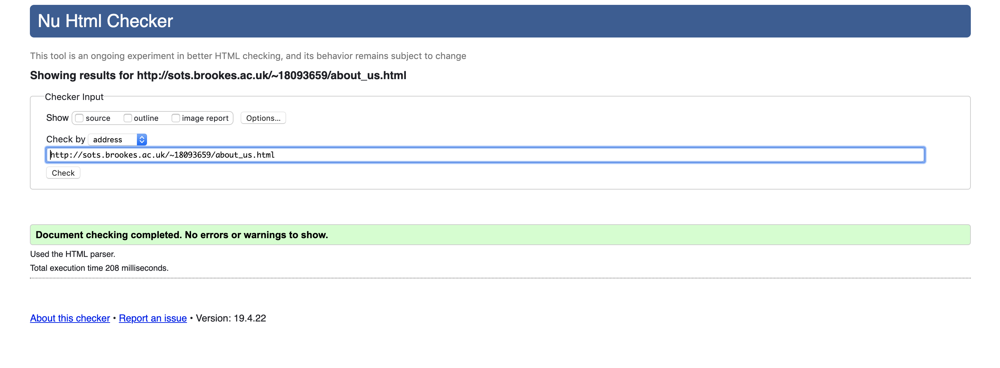 Nu Html Checker
This tool is an ongoing experiment in better HTML checking, and its behavior remains subject to change
Showing results for http://sots.brookes.ac.uk/~18093659/about_us.html
Checker Input
Show source outline image report Options...
Check by address
http://sots.brookes.ac.uk/~18093659/about_us.html
Check
Document checking completed. No errors or warnings to show.
Used the HTML parser.
Total execution time 208 milliseconds.
About this checker • Report an issue • Version: 19.4.22